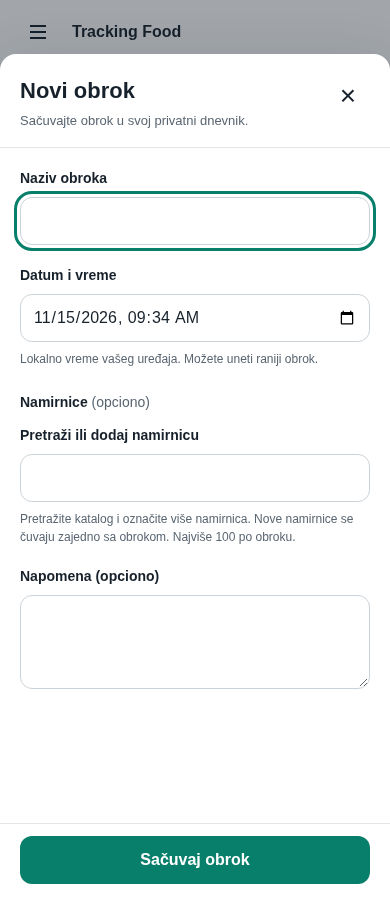 Tracking Food
Novi obrok
Sačuvajte obrok u svoj privatni dnevnik.
Naziv obroka
Datum i vreme
11/15/2026, 09:34 AM
Lokalno vreme vašeg uređaja. Možete uneti raniji obrok.
Namirnice (opciono)
Pretraži ili dodaj namirnicu
Pretražite katalog i označite više namirnica. Nove namirnice se
čuvaju zajedno sa obrokom. Najviše 100 po obroku.
Napomena (opciono)
Sačuvaj obrok